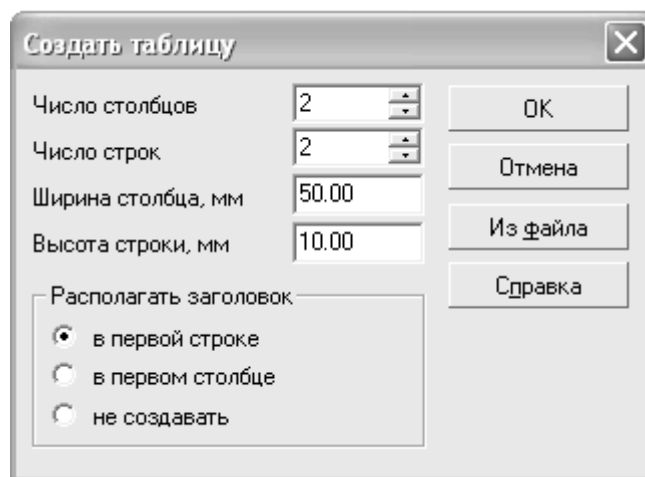 Создать таблицу
Число столбцов 2
OK
Число строк 2
Отмена
Ширина столбца, мм 50.00
Из файла
Высота строки, мм 10.00
Справка
Располагать заголовок
в первой строке
в первом столбце
не создавать